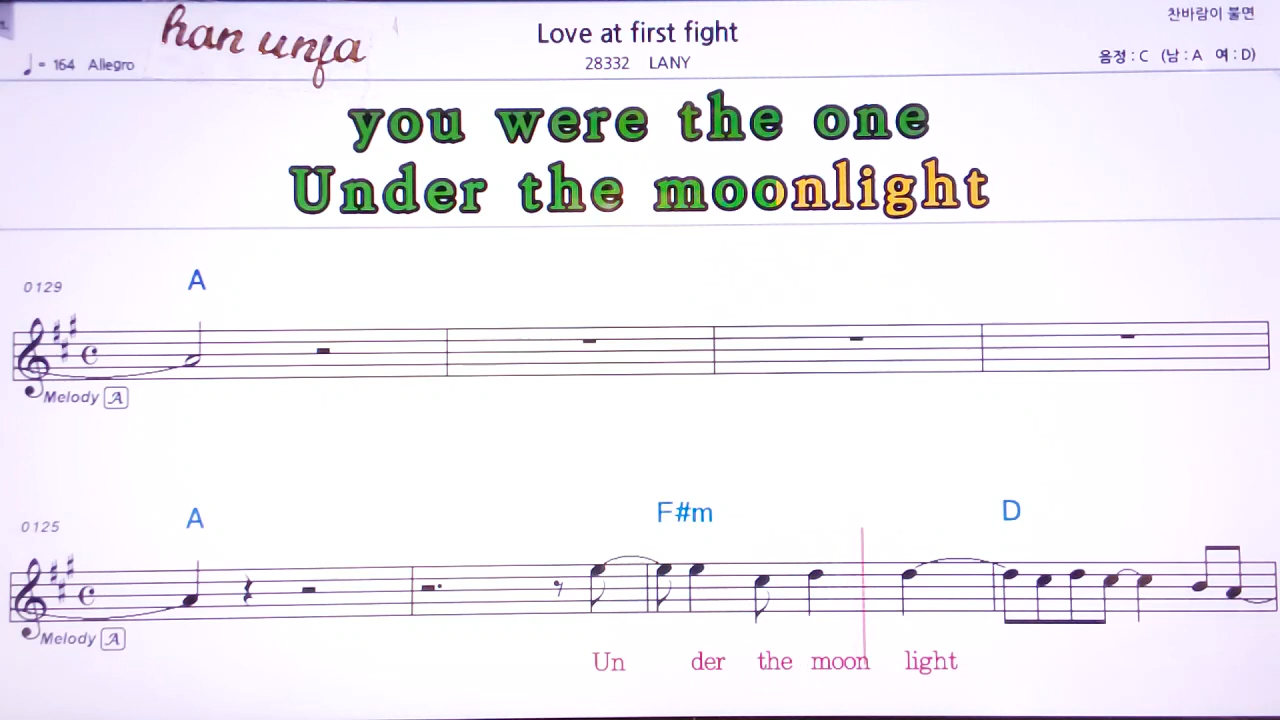 han unfa
Love at first fight
찬바람이 불면
♩= 164 Allegro
28332 LANY
음정 : C (남 : A 여 : D)
you were the one
Under the moonlight
0129
A
Melody A
0125
A F#m D
Melody A
Un der the moon light